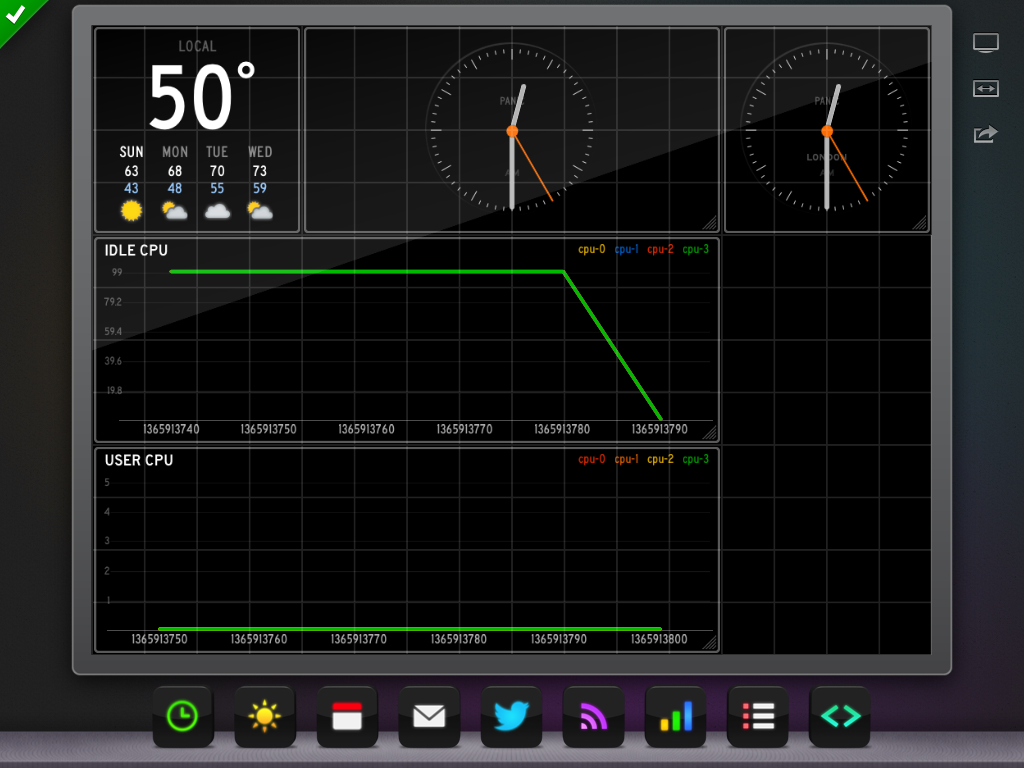 LOCAL
50°
SUN MON TUE WED
63 68 70 73
43 48 55 59
PANIC
AM
PANIC
LONDON
AM
IDLE CPU
cpu-0 cpu-1 cpu-2 cpu-3
99
79.2
59.4
39.6
19.8
1365913740 1365913750 1365913760 1365913770 1365913780 1365913790
USER CPU
cpu-0 cpu-1 cpu-2 cpu-3
5
4
3
2
1
1365913750 1365913760 1365913770 1365913780 1365913790 1365913800